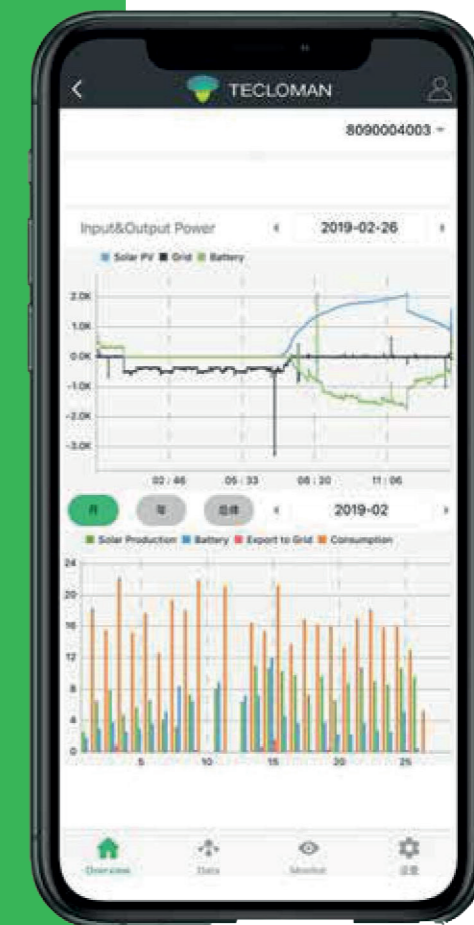 TECLOMAN
8090004003
Input&Output Power
2019-02-26
Solar PV Grid Battery
2.0K
1.0K
0.0K
-1.0K
-2.0K
-3.0K
02 : 46 05 : 33 08 : 20 11 : 06
月 年 总体
2019-02
Solar Production Battery Export to Grid Consumption
24
20
16
12
8
4
0
5 10 15 20 25
Overview Data Monitor 设置